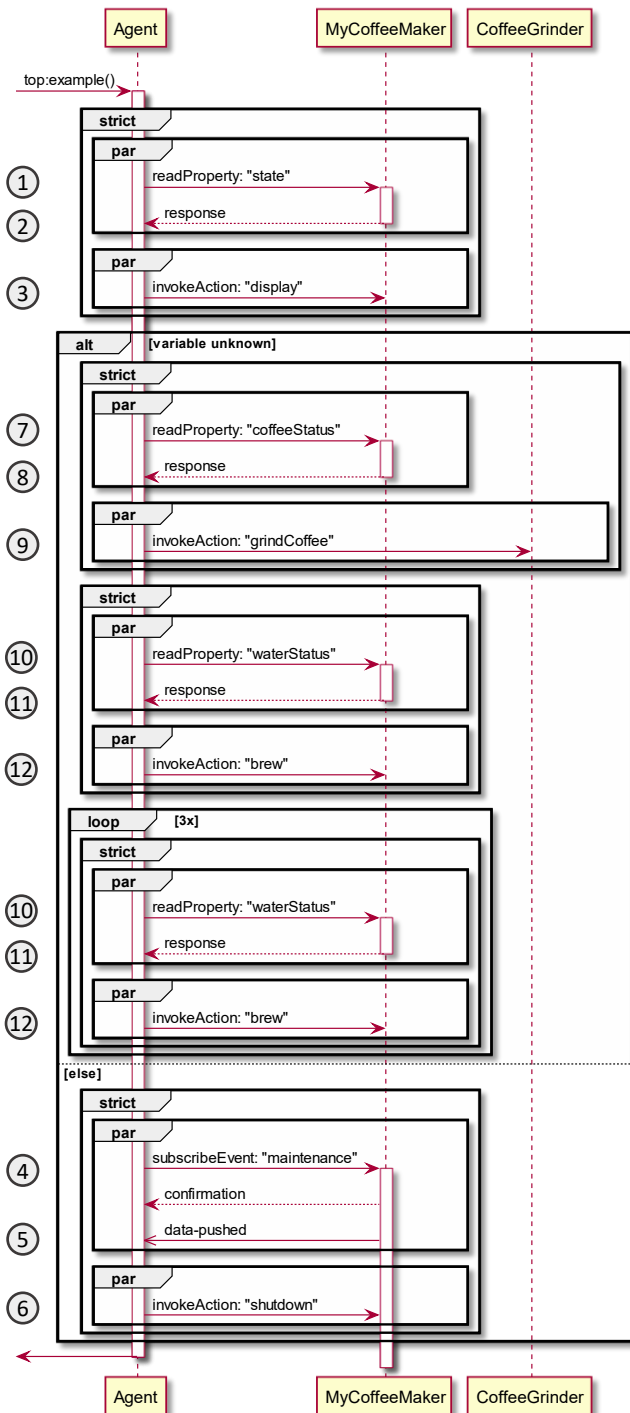 Agent MyCoffeeMaker CoffeeGrinder
top:example()
strict
par
1 readProperty: "state"
2 response
par
3 invokeAction: "display"
alt [variable unknown]
strict
par
7 readProperty: "coffeeStatus"
8 response
par
9 invokeAction: "grindCoffee"
strict
par
10 readProperty: "waterStatus"
11 response
par
12 invokeAction: "brew"
loop [3x]
strict
par
10 readProperty: "waterStatus"
11 response
par
12 invokeAction: "brew"
[else]
strict
par
4 subscribeEvent: "maintenance"
confirmation
5 data-pushed
par
6 invokeAction: "shutdown"
Agent MyCoffeeMaker CoffeeGrinder